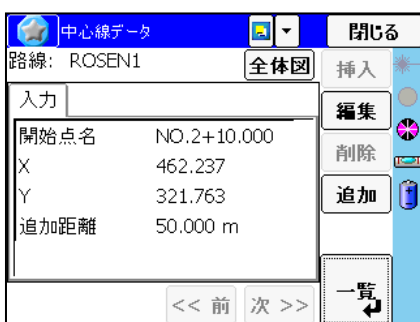 中心線データ
閉じる
路線: ROSEN1
全体図
挿入
入力
編集
開始点名 NO.2+10.000
X 462.237
削除
Y 321.763
追加
追加距離 50.000 m
一覧
<< 前
次 >>